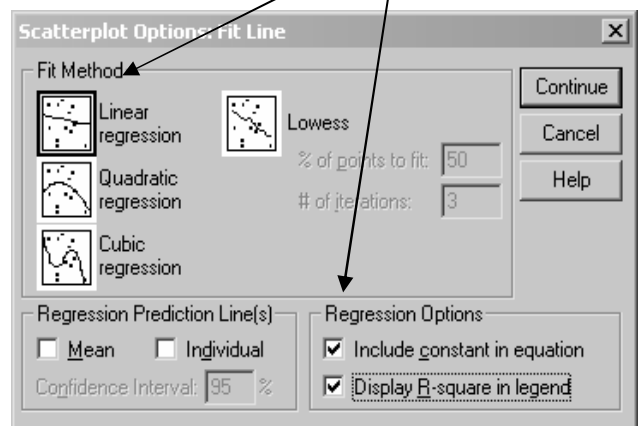 Scatterplot Options: Fit Line
Fit Method
Linear
regression
Quadratic
regression
Cubic
regression
Lowess
% of points to fit: 50
# of iterations: 3
Continue
Cancel
Help
Regression Prediction Line(s)
Mean Individual
Confidence Interval: 95 %
Regression Options
Include constant in equation
Display R-square in legend